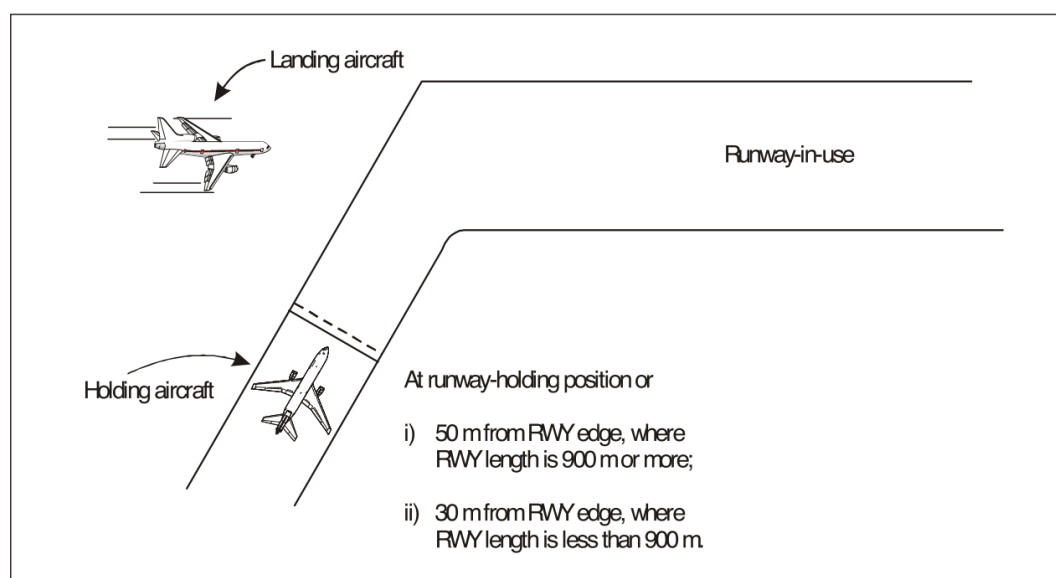 Landing aircraft
Runway-in-use
Holding aircraft
At runway-holding position or
i) 50 m from RWY edge, where
RWY length is 900 m or more;
ii) 30 m from RWY edge, where
RWY length is less than 900 m.